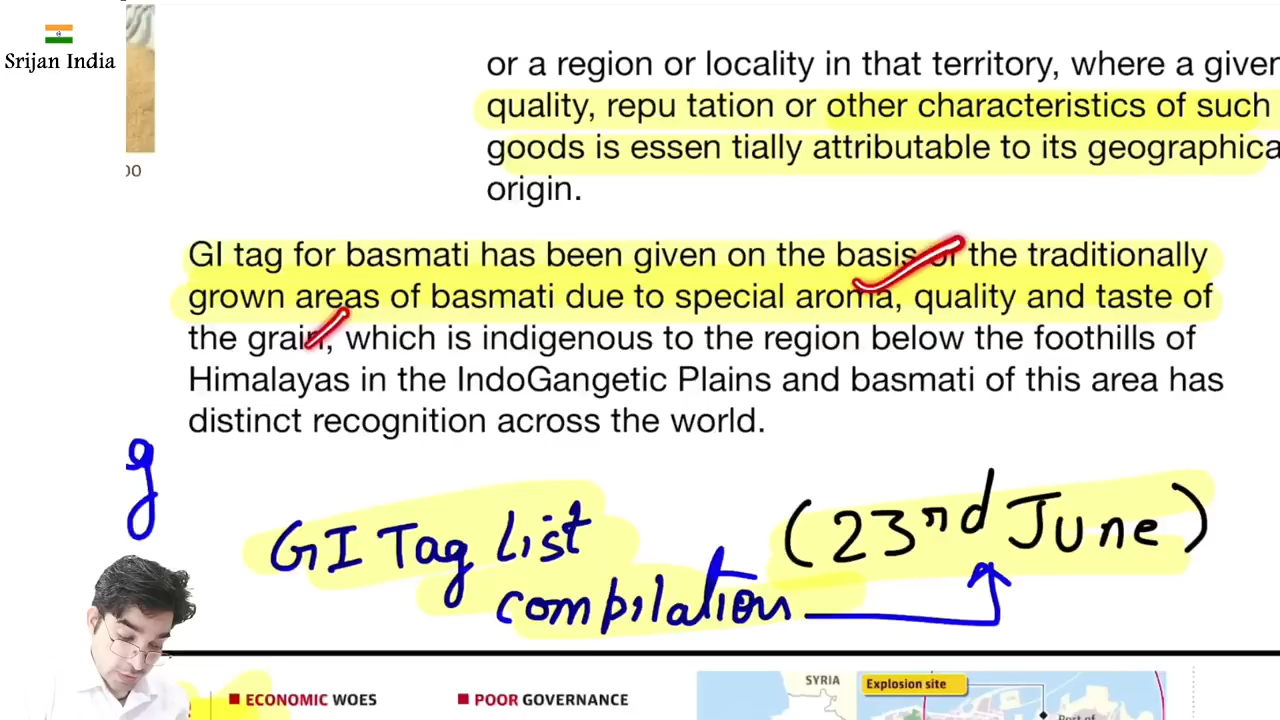 Srijan India
or a region or locality in that territory, where a given
quality, repu tation or other characteristics of such
goods is essen tially attributable to its geographica
origin.
00
GI tag for basmati has been given on the basis of the traditionally
grown areas of basmati due to special aroma, quality and taste of
the grain, which is indigenous to the region below the foothills of
Himalayas in the IndoGangetic Plains and basmati of this area has
distinct recognition across the world.
g
GI Tag list (23rd June)
compilation
ECONOMIC WOES POOR GOVERNANCE
SYRIA Explosion site
Port of